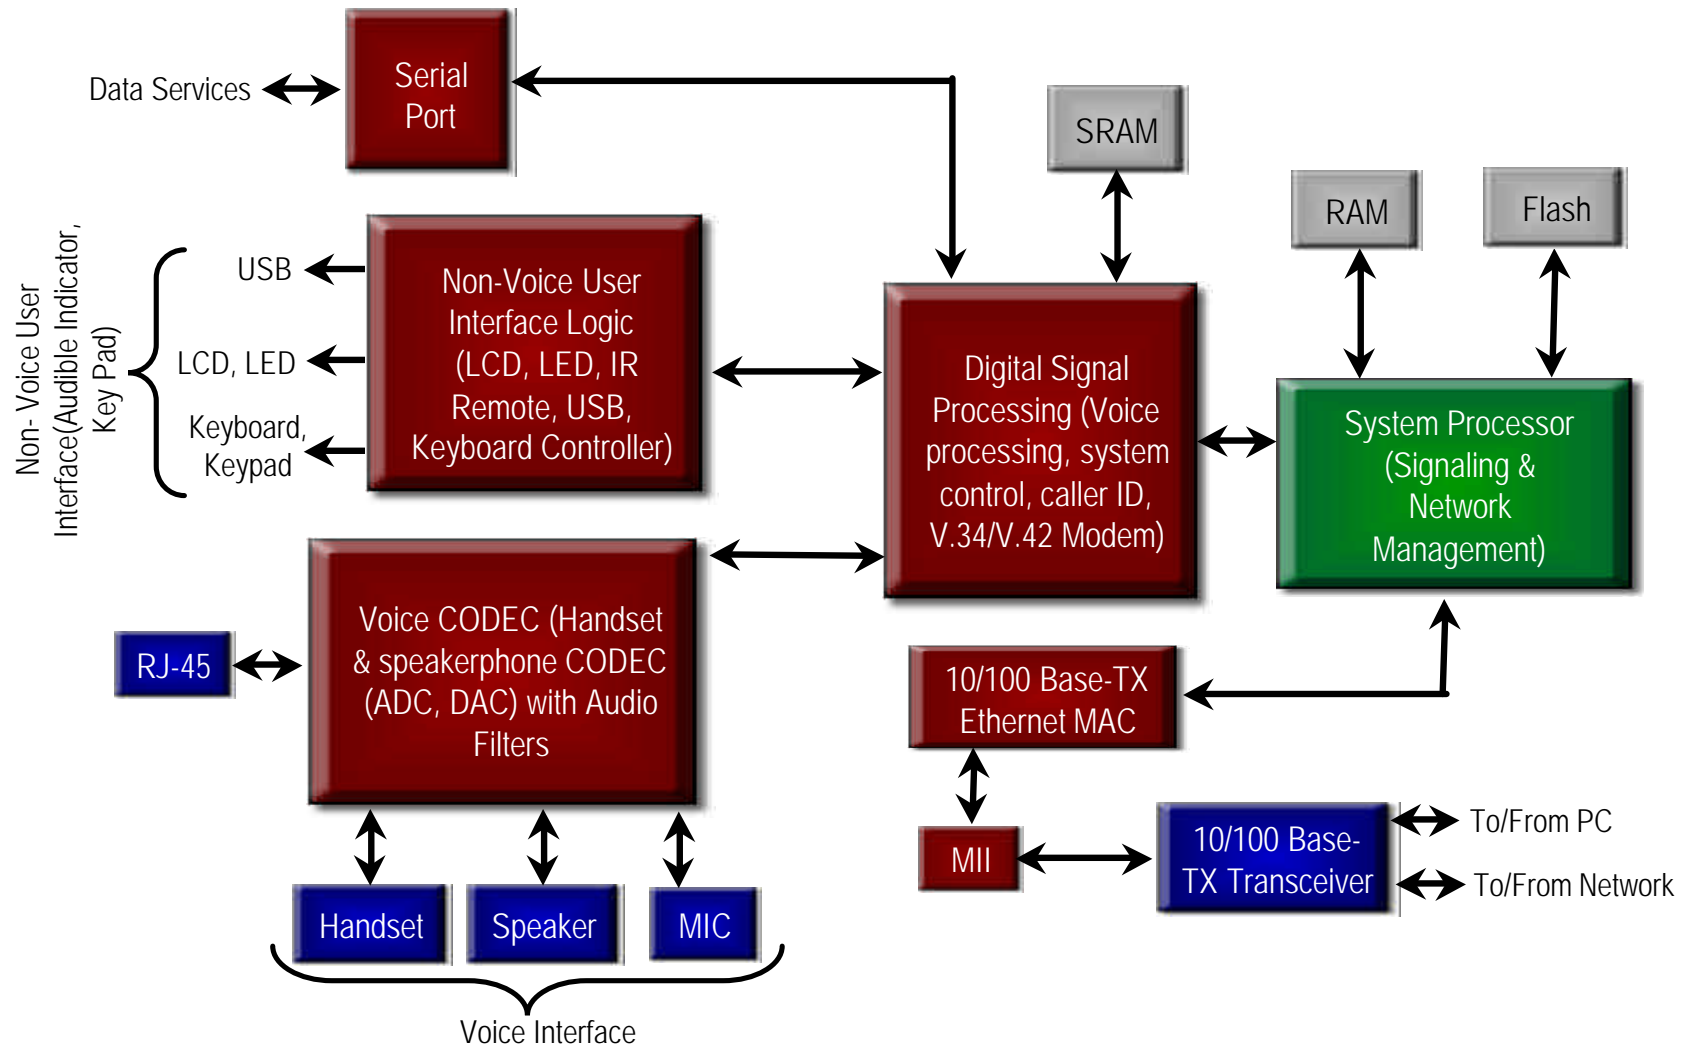 Data Services
Serial
Port
SRAM
RAM
Flash
Non- Voice User
Interface(Audible Indicator,
Key Pad)
USB
LCD, LED
Keyboard,
Keypad
Non-Voice User
Interface Logic
(LCD, LED, IR
Remote, USB,
Keyboard Controller)
Digital Signal
Processing (Voice
processing, system
control, caller ID,
V.34/V.42 Modem)
System Processor
(Signaling &
Network
Management)
RJ-45
Voice CODEC (Handset
& speakerphone CODEC
(ADC, DAC) with Audio
Filters
10/100 Base-TX
Ethernet MAC
MII
10/100 Base-
TX Transceiver
To/From PC
To/From Network
Handset
Speaker
MIC
Voice Interface